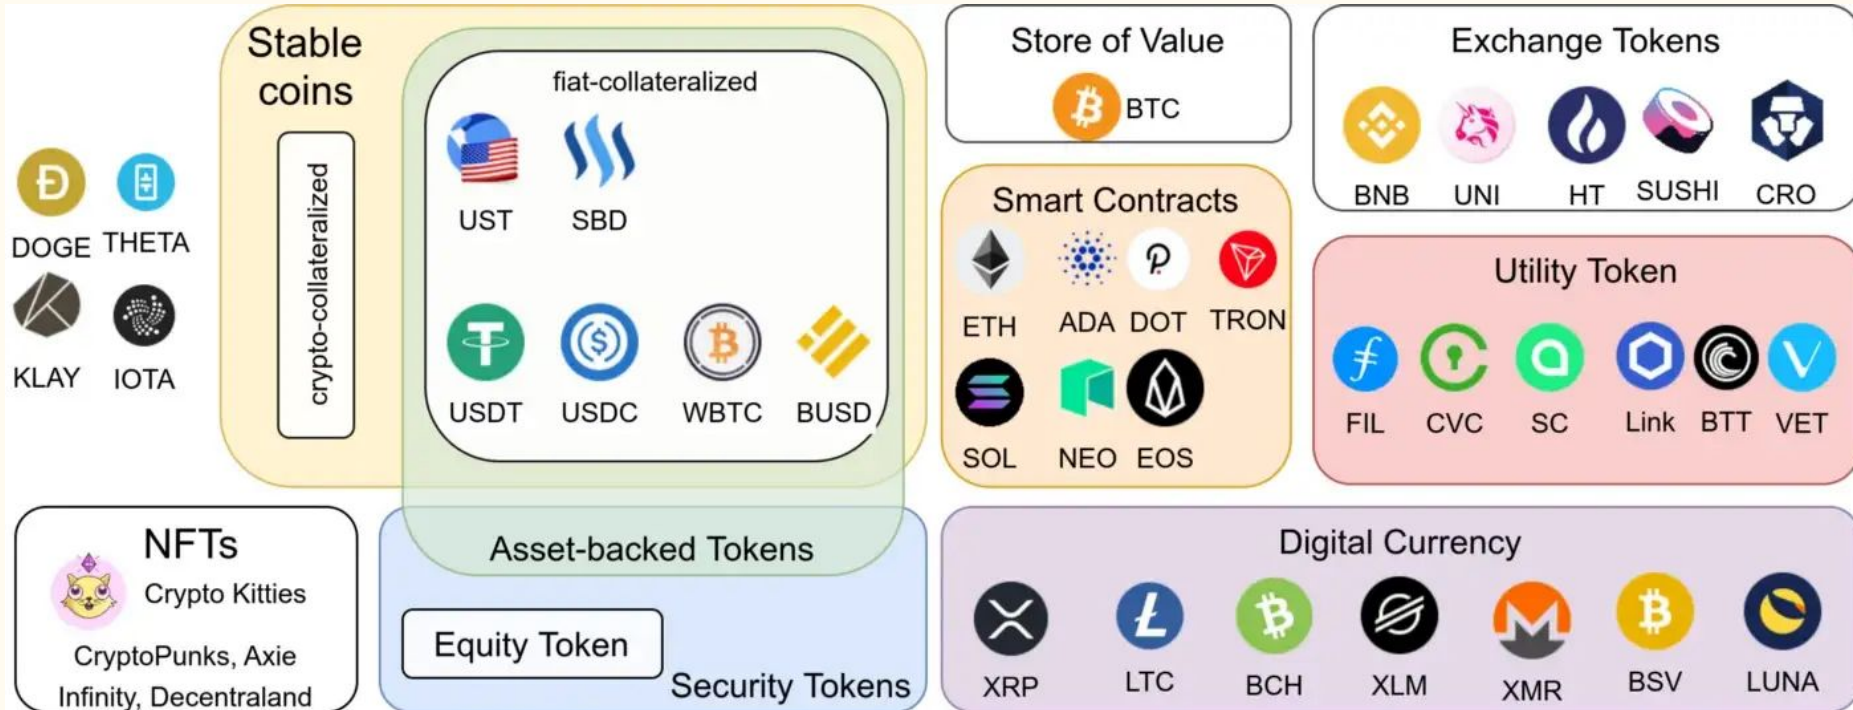 Stable
coins
crypto-collateralized
fiat-collateralized
UST SBD
USDT USDC WBTC BUSD
DOGE THETA
KLAY IOTA
Store of Value
BTC
Exchange Tokens
BNB UNI HT SUSHI CRO
Smart Contracts
ETH ADA DOT TRON
SOL NEO EOS
Utility Token
FIL CVC SC Link BTT VET
NFTs
Crypto Kitties
CryptoPunks, Axie
Infinity, Decentraland
Asset-backed Tokens
Equity Token
Security Tokens
Digital Currency
XRP LTC BCH XLM XMR BSV LUNA